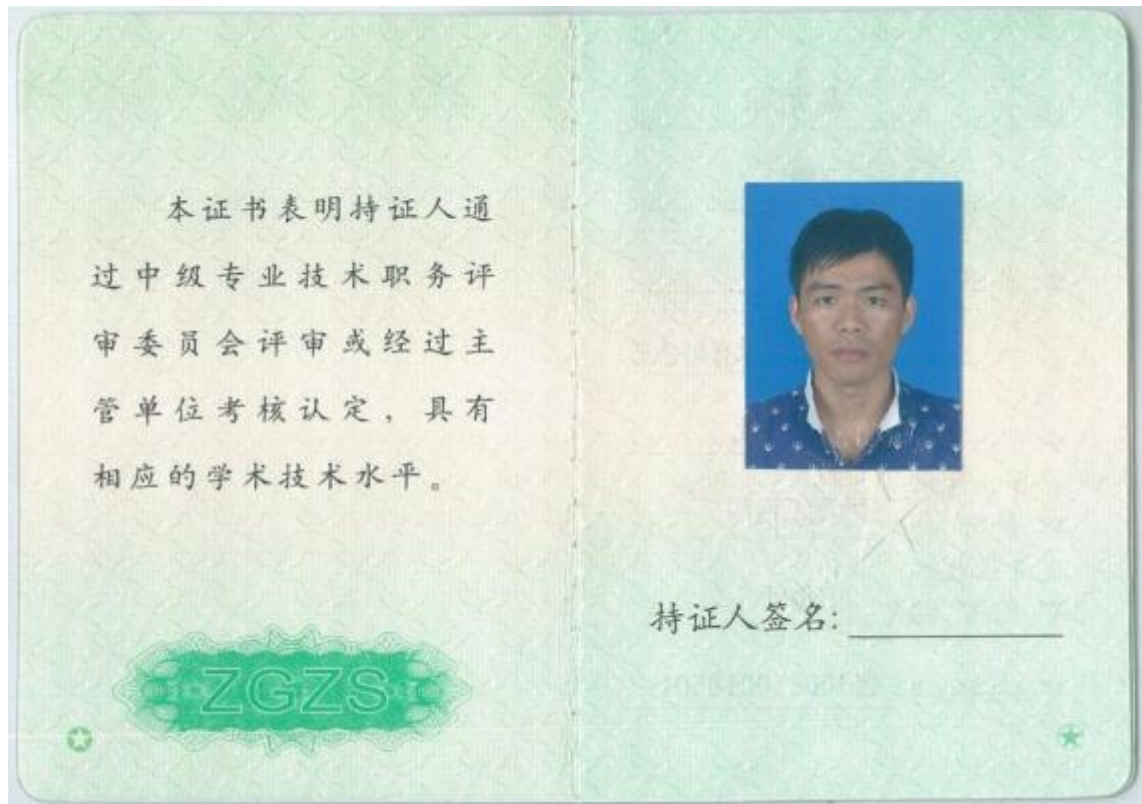 本证书表明持证人通
过中级专业技术职务评
审委员会评审或经过主
管单位考核认定，具有
相应的学术技术水平。
ZGZS
持证人签名: